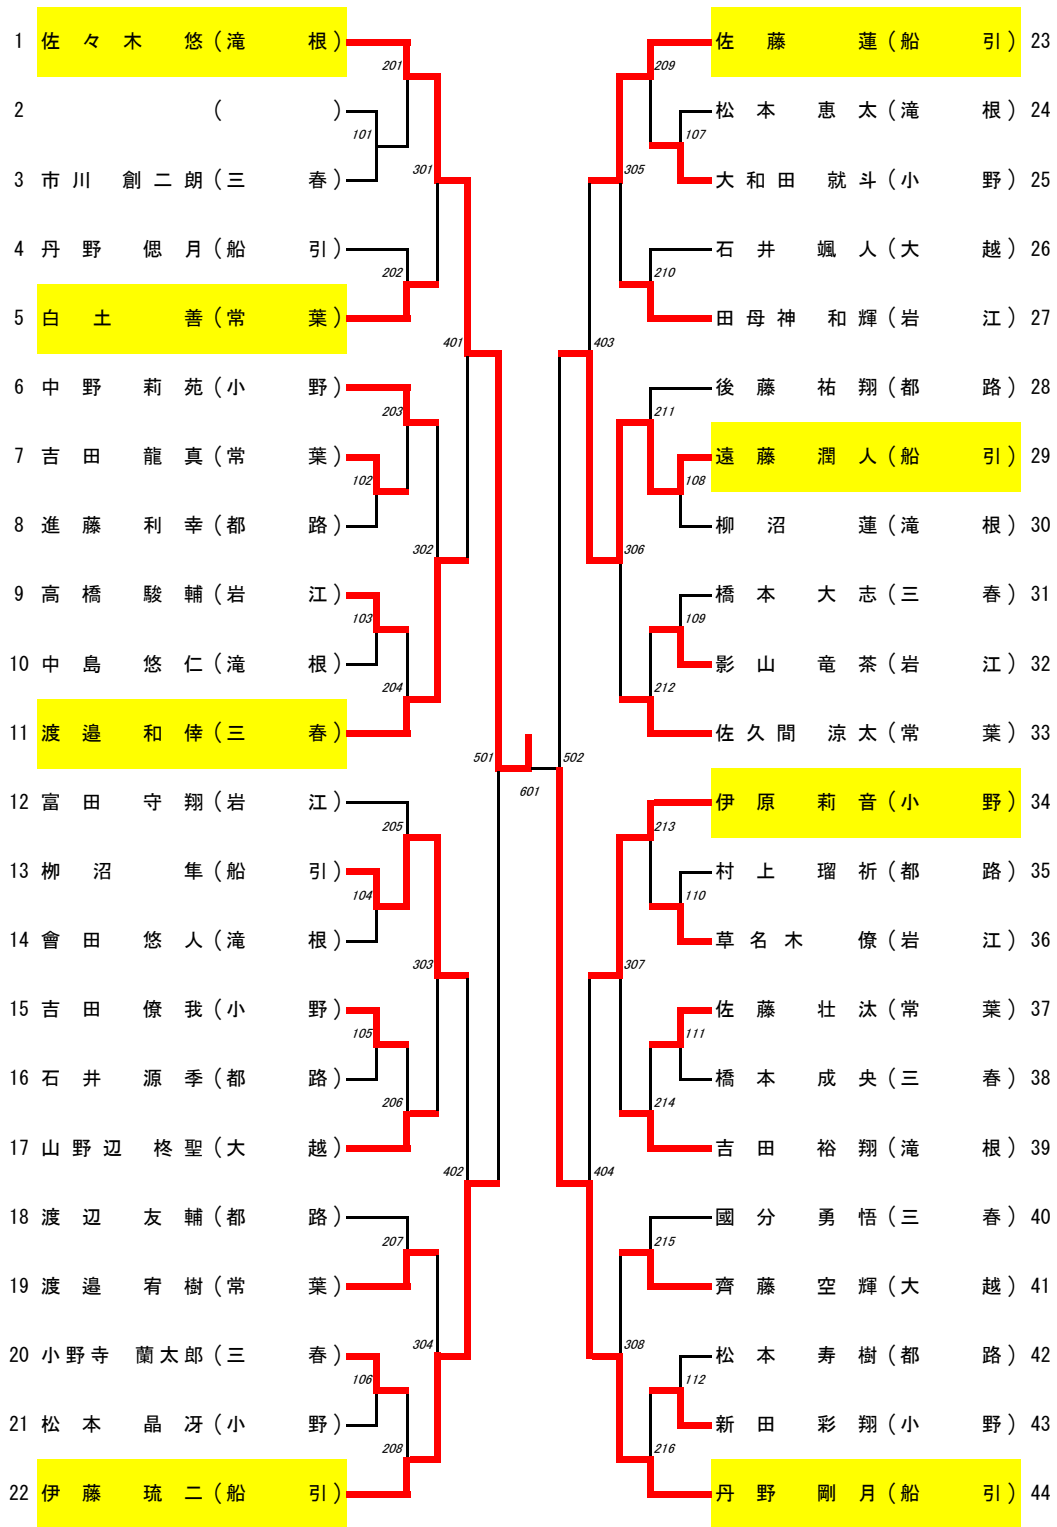 1 佐々木 悠(滝 根)
2 ( )
3 市川 創二朗(三 春)
4 丹野 偲月(船 引)
5 白土 善(常 葉)
6 中野 莉苑(小 野)
7 吉田 龍真(常 葉)
8 進藤 利幸(都 路)
9 高橋 駿輔(岩 江)
10 中島 悠仁(滝 根)
11 渡邉 和倖(三 春)
12 富田 守翔(岩 江)
13 栁沼 隼(船 引)
14 會田 悠人(滝 根)
15 吉田 僚我(小 野)
16 石井 源季(都 路)
17 山野辺 柊聖(大 越)
18 渡辺 友輔(都 路)
19 渡邉 宥樹(常 葉)
20 小野寺 蘭太郎(三 春)
21 松本 晶冴(小 野)
22 伊藤 琉二(船 引)
201
101
301
202
401
203
102
302
103
204
501
205
104
303
105
206
402
207
304
106
208
601
佐藤 蓮(船 引) 23
松本 恵太(滝 根) 24
大和田 就斗(小 野) 25
石井 颯人(大 越) 26
田母神 和輝(岩 江) 27
後藤 祐翔(都 路) 28
遠藤 潤人(船 引) 29
柳沼 蓮(滝 根) 30
橋本 大志(三 春) 31
影山 竜茶(岩 江) 32
佐久間 涼太(常 葉) 33
伊原 莉音(小 野) 34
村上 瑠祈(都 路) 35
草名木 僚(岩 江) 36
佐藤 壮汰(常 葉) 37
橋本 成央(三 春) 38
吉田 裕翔(滝 根) 39
國分 勇悟(三 春) 40
齊藤 空輝(大 越) 41
松本 寿樹(都 路) 42
新田 彩翔(小 野) 43
丹野 剛月(船 引) 44
209
107
305
210
403
211
108
306
109
212
502
213
110
307
111
214
404
215
308
112
216